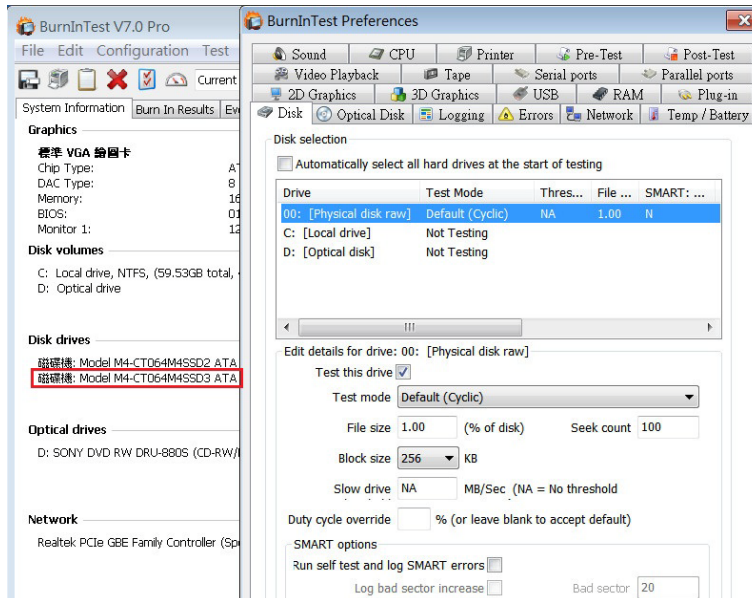 BurnInTest V7.0 Pro
File Edit Configuration Test
Current
System Information Burn In Results
Graphics
標準 VGA 繪圖卡
Chip Type:
DAC Type: 8
Memory: 16
BIOS: 01
Monitor 1: 12
Disk volumes
C: Local drive, NTFS, (59.53GB total,
D: Optical drive
Disk drives
磁碟機: Model M4-CT064M4SSD2 ATA
磁碟機: Model M4-CT064M4SSD3 ATA
Optical drives
D: SONY DVD RW DRU-880S (CD-RW/
Network
Realtek PCIe GBE Family Controller
BurnInTest Preferences
Sound CPU Printer Pre-Test Post-Test
Video Playback Tape Serial ports Parallel ports
2D Graphics 3D Graphics USB RAM Plug-in
Disk Optical Disk Logging Errors Network Temp / Battery
Disk selection
Automatically select all hard drives at the start of testing
Drive Test Mode Thres... File ... SMART: ...
00: [Physical disk raw] Default (Cyclic) NA 1.00 N
C: [Local drive] Not Testing
D: [Optical disk] Not Testing
Edit details for drive: 00: [Physical disk raw]
Test this drive
Test mode Default (Cyclic)
File size 1.00 (% of disk) Seek count 100
Block size 256 KB
Slow drive NA MB/Sec (NA = No threshold
Duty cycle override % (or leave blank to accept default)
SMART options
Run self test and log SMART errors
Log bad sector increase Bad sector 20